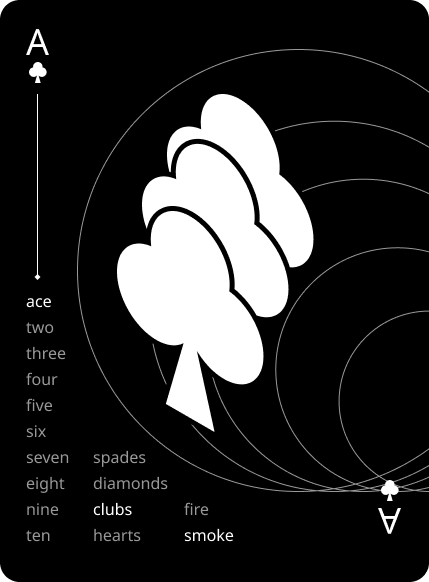 A
ace
two
three
four
five
six
seven spades
eight diamonds
nine clubs fire
ten hearts smoke
A